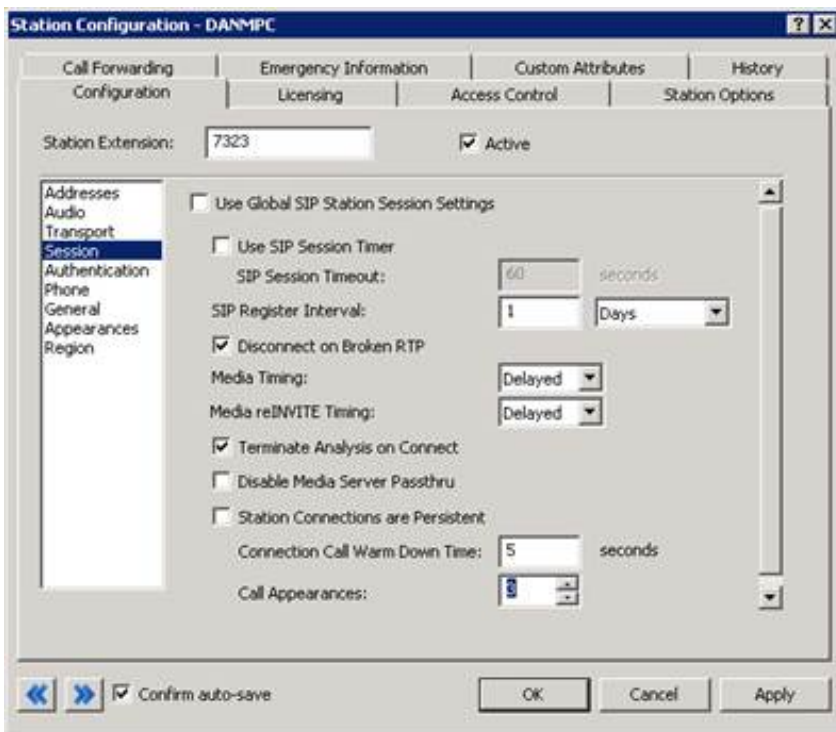 Station Configuration - DANMPC
Call Forwarding Emergency Information Custom Attributes History
Configuration Licensing Access Control Station Options
Station Extension: 7323 Active
Addresses
Audio
Transport
Session
Authentication
Phone
General
Appearances
Region
Use Global SIP Station Session Settings
Use SIP Session Timer
SIP Session Timeout: 60 seconds
SIP Register Interval: 1 Days
Disconnect on Broken RTP
Media Timing: Delayed
Media reINVITE Timing: Delayed
Terminate Analysis on Connect
Disable Media Server Passthru
Station Connections are Persistent
Connection Call Warm Down Time: 5 seconds
Call Appearances: 3
Confirm auto-save OK Cancel Apply